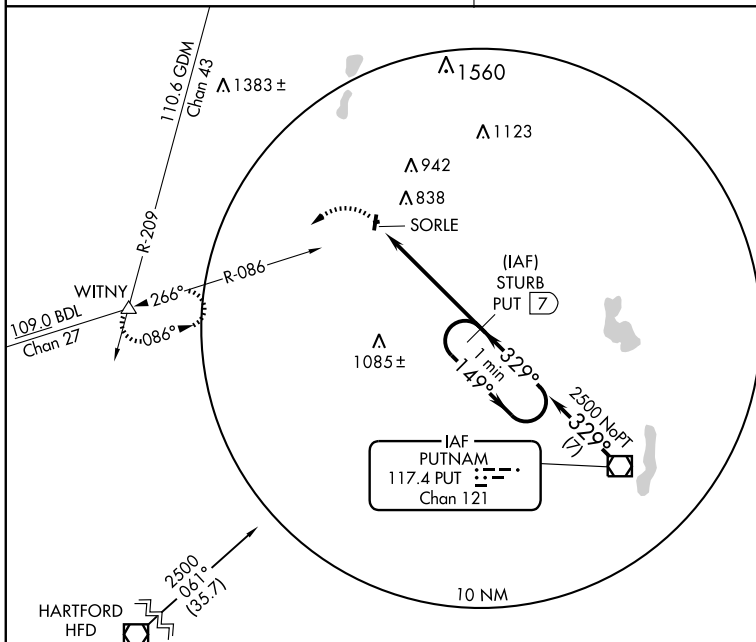 110.6 GDM
Chan 43
R-209
1383 ±
1560
1123
942
838
SORLE
R-086
WITNY
266°
086°
109.0 BDL
Chan 27
(IAF)
STURB
PUT 7
1085 ±
1 min
329°
149°
2500 NoPT
329°
(7)
IAF
PUTNAM
117.4 PUT
Chan 121
2500
061°
(35.7)
HARTFORD
HFD
10 NM